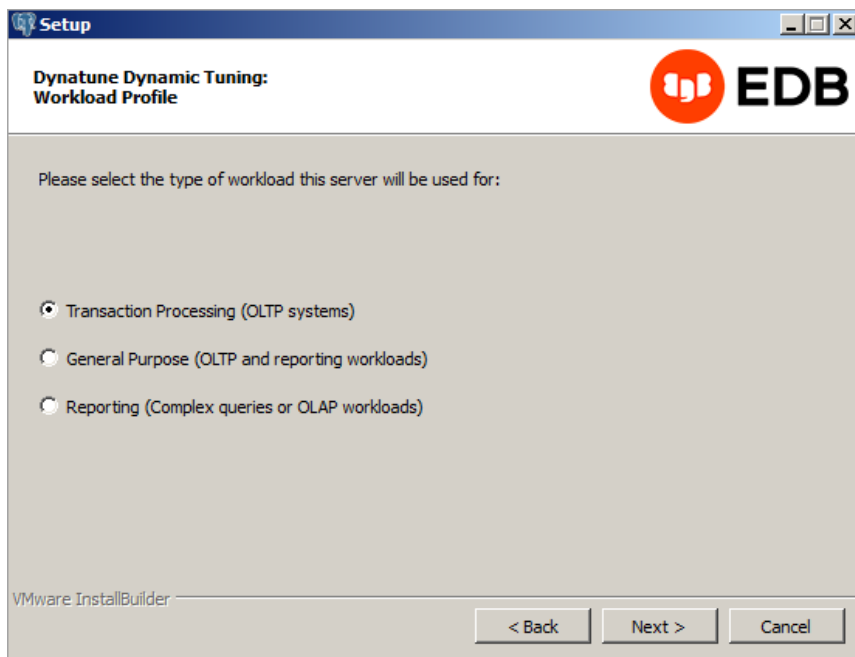 Setup
Dynatune Dynamic Tuning:
Workload Profile
EDB
Please select the type of workload this server will be used for:
Transaction Processing (OLTP systems)
General Purpose (OLTP and reporting workloads)
Reporting (Complex queries or OLAP workloads)
VMware InstallBuilder
< Back
Next >
Cancel